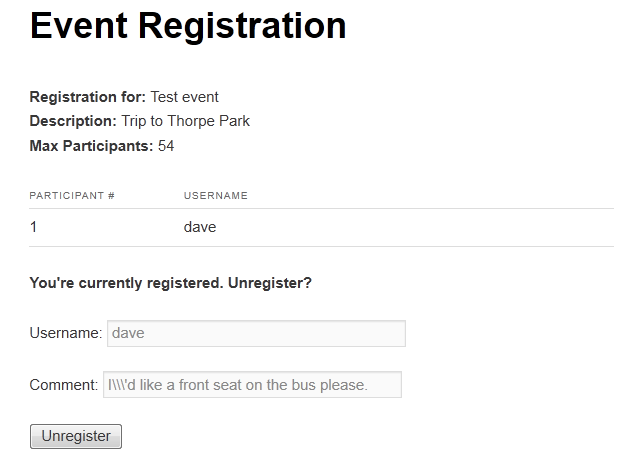 Event Registration
Registration for: Test event
Description: Trip to Thorpe Park
Max Participants: 54
PARTICIPANT # USERNAME
1 dave
You're currently registered. Unregister?
Username: dave
Comment: I\\\'d like a front seat on the bus please.
Unregister